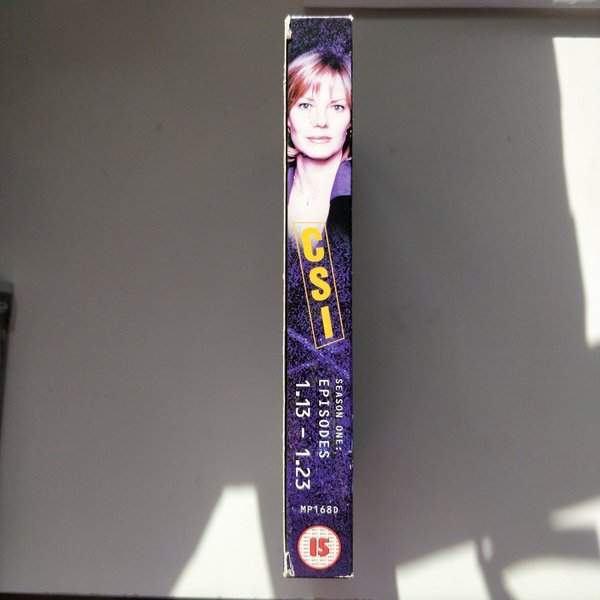 CSI
SEASON ONE:
EPISODES
1.13 - 1.23
MP168D
15